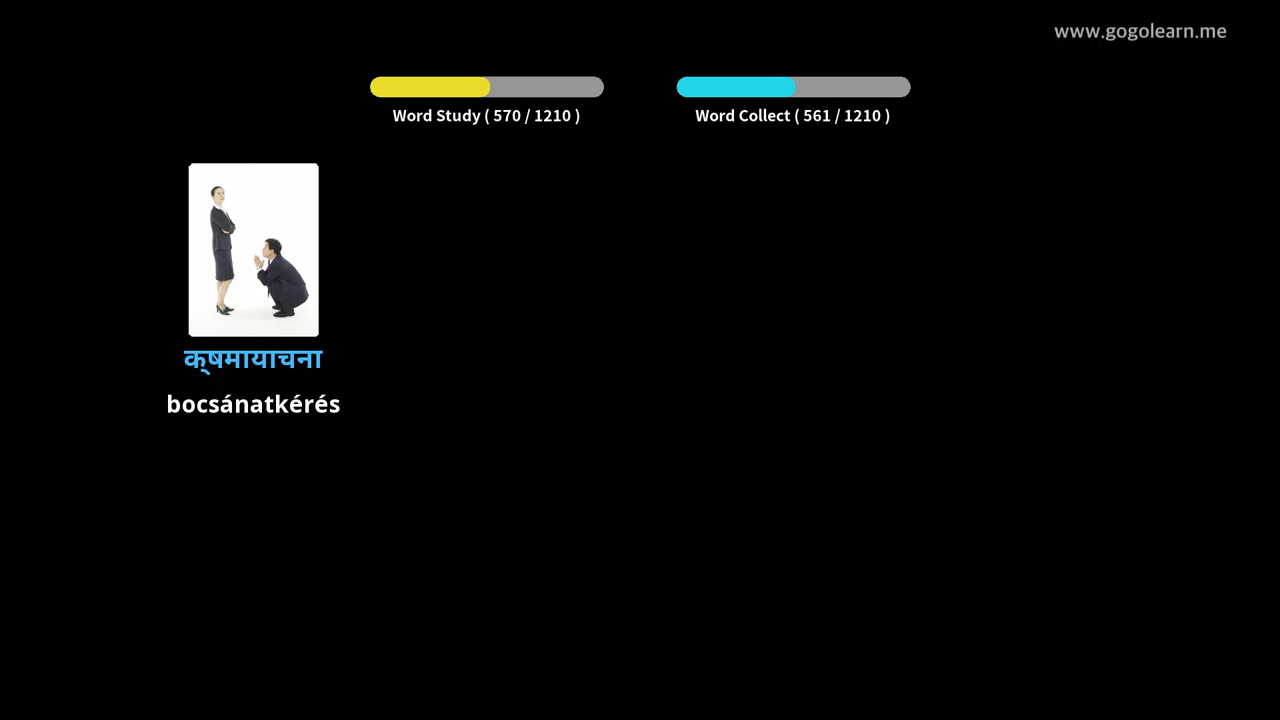 www.gogolearn.me
Word Study ( 570 / 1210 )
Word Collect ( 561 / 1210 )
क्षमायाचना
bocsánatkérés